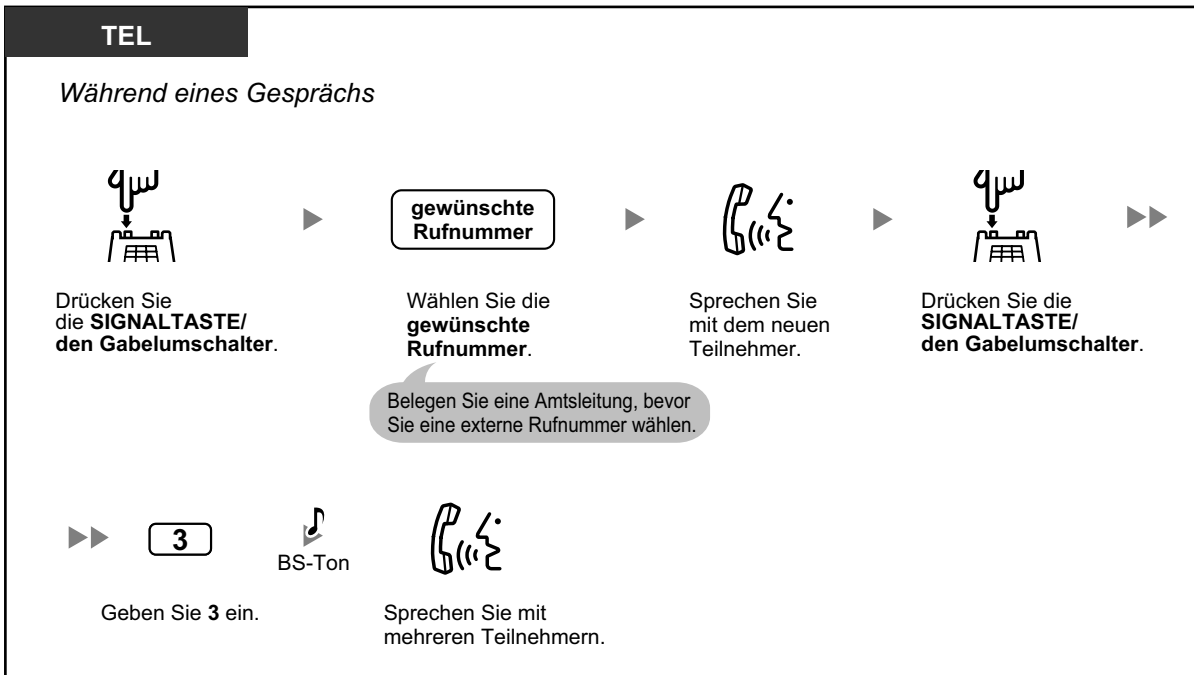 TEL
Während eines Gesprächs
gewünschte
Rufnummer
Drücken Sie
die SIGNALTASTE/
den Gabelumschalter.
Wählen Sie die
gewünschte
Rufnummer.
Sprechen Sie
mit dem neuen
Teilnehmer.
Drücken Sie die
SIGNALTASTE/
den Gabelumschalter.
Belegen Sie eine Amtsleitung, bevor
Sie eine externe Rufnummer wählen.
3
BS-Ton
Geben Sie 3 ein.
Sprechen Sie mit
mehreren Teilnehmern.